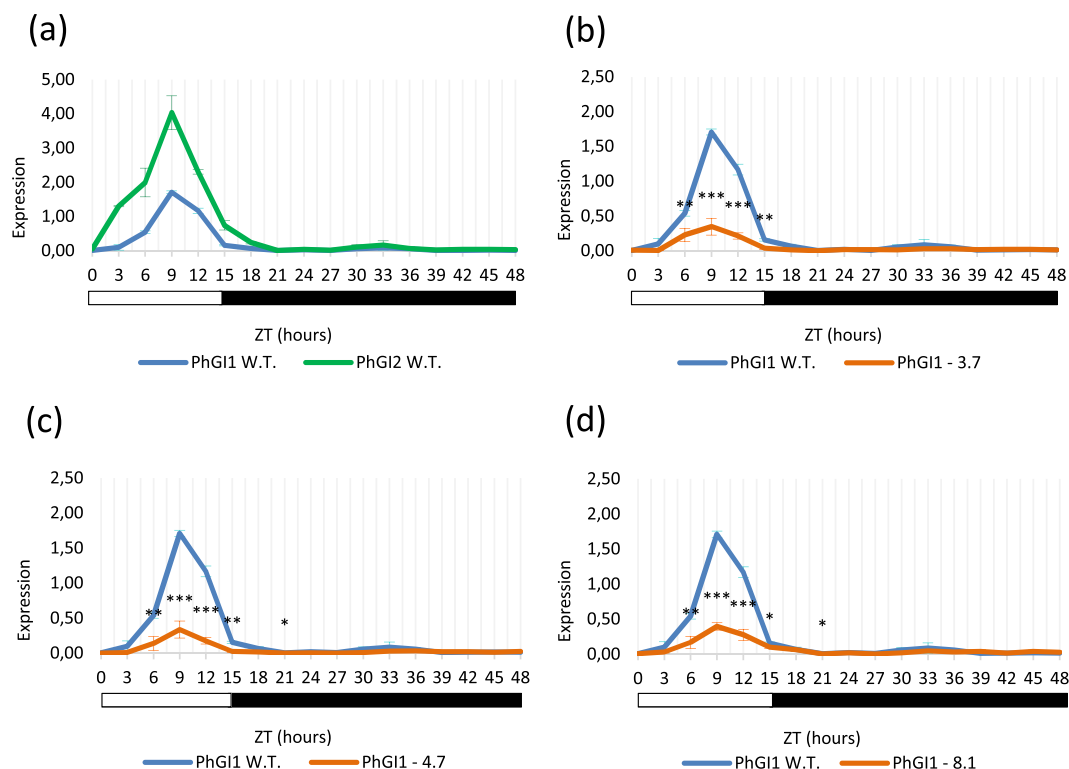 (a)
5,00
4,00
3,00
2,00
1,00
0,00
Expression
0 3 6 9 12 15 18 21 24 27 30 33 36 39 42 45 48
ZT (hours)
PhGI1 W.T. PhGI2 W.T.
(b)
2,50
2,00
1,50
1,00
0,50
0,00
Expression
** *** *** **
0 3 6 9 12 15 18 21 24 27 30 33 36 39 42 45 48
ZT (hours)
PhGI1 W.T. PhGI1 - 3.7
(c)
2,50
2,00
1,50
1,00
0,50
0,00
Expression
** *** *** ** *
0 3 6 9 12 15 18 21 24 27 30 33 36 39 42 45 48
ZT (hours)
PhGI1 W.T. PhGI1 - 4.7
(d)
2,50
2,00
1,50
1,00
0,50
0,00
Expression
** *** *** * *
0 3 6 9 12 15 18 21 24 27 30 33 36 39 42 45 48
ZT (hours)
PhGI1 W.T. PhGI1 - 8.1